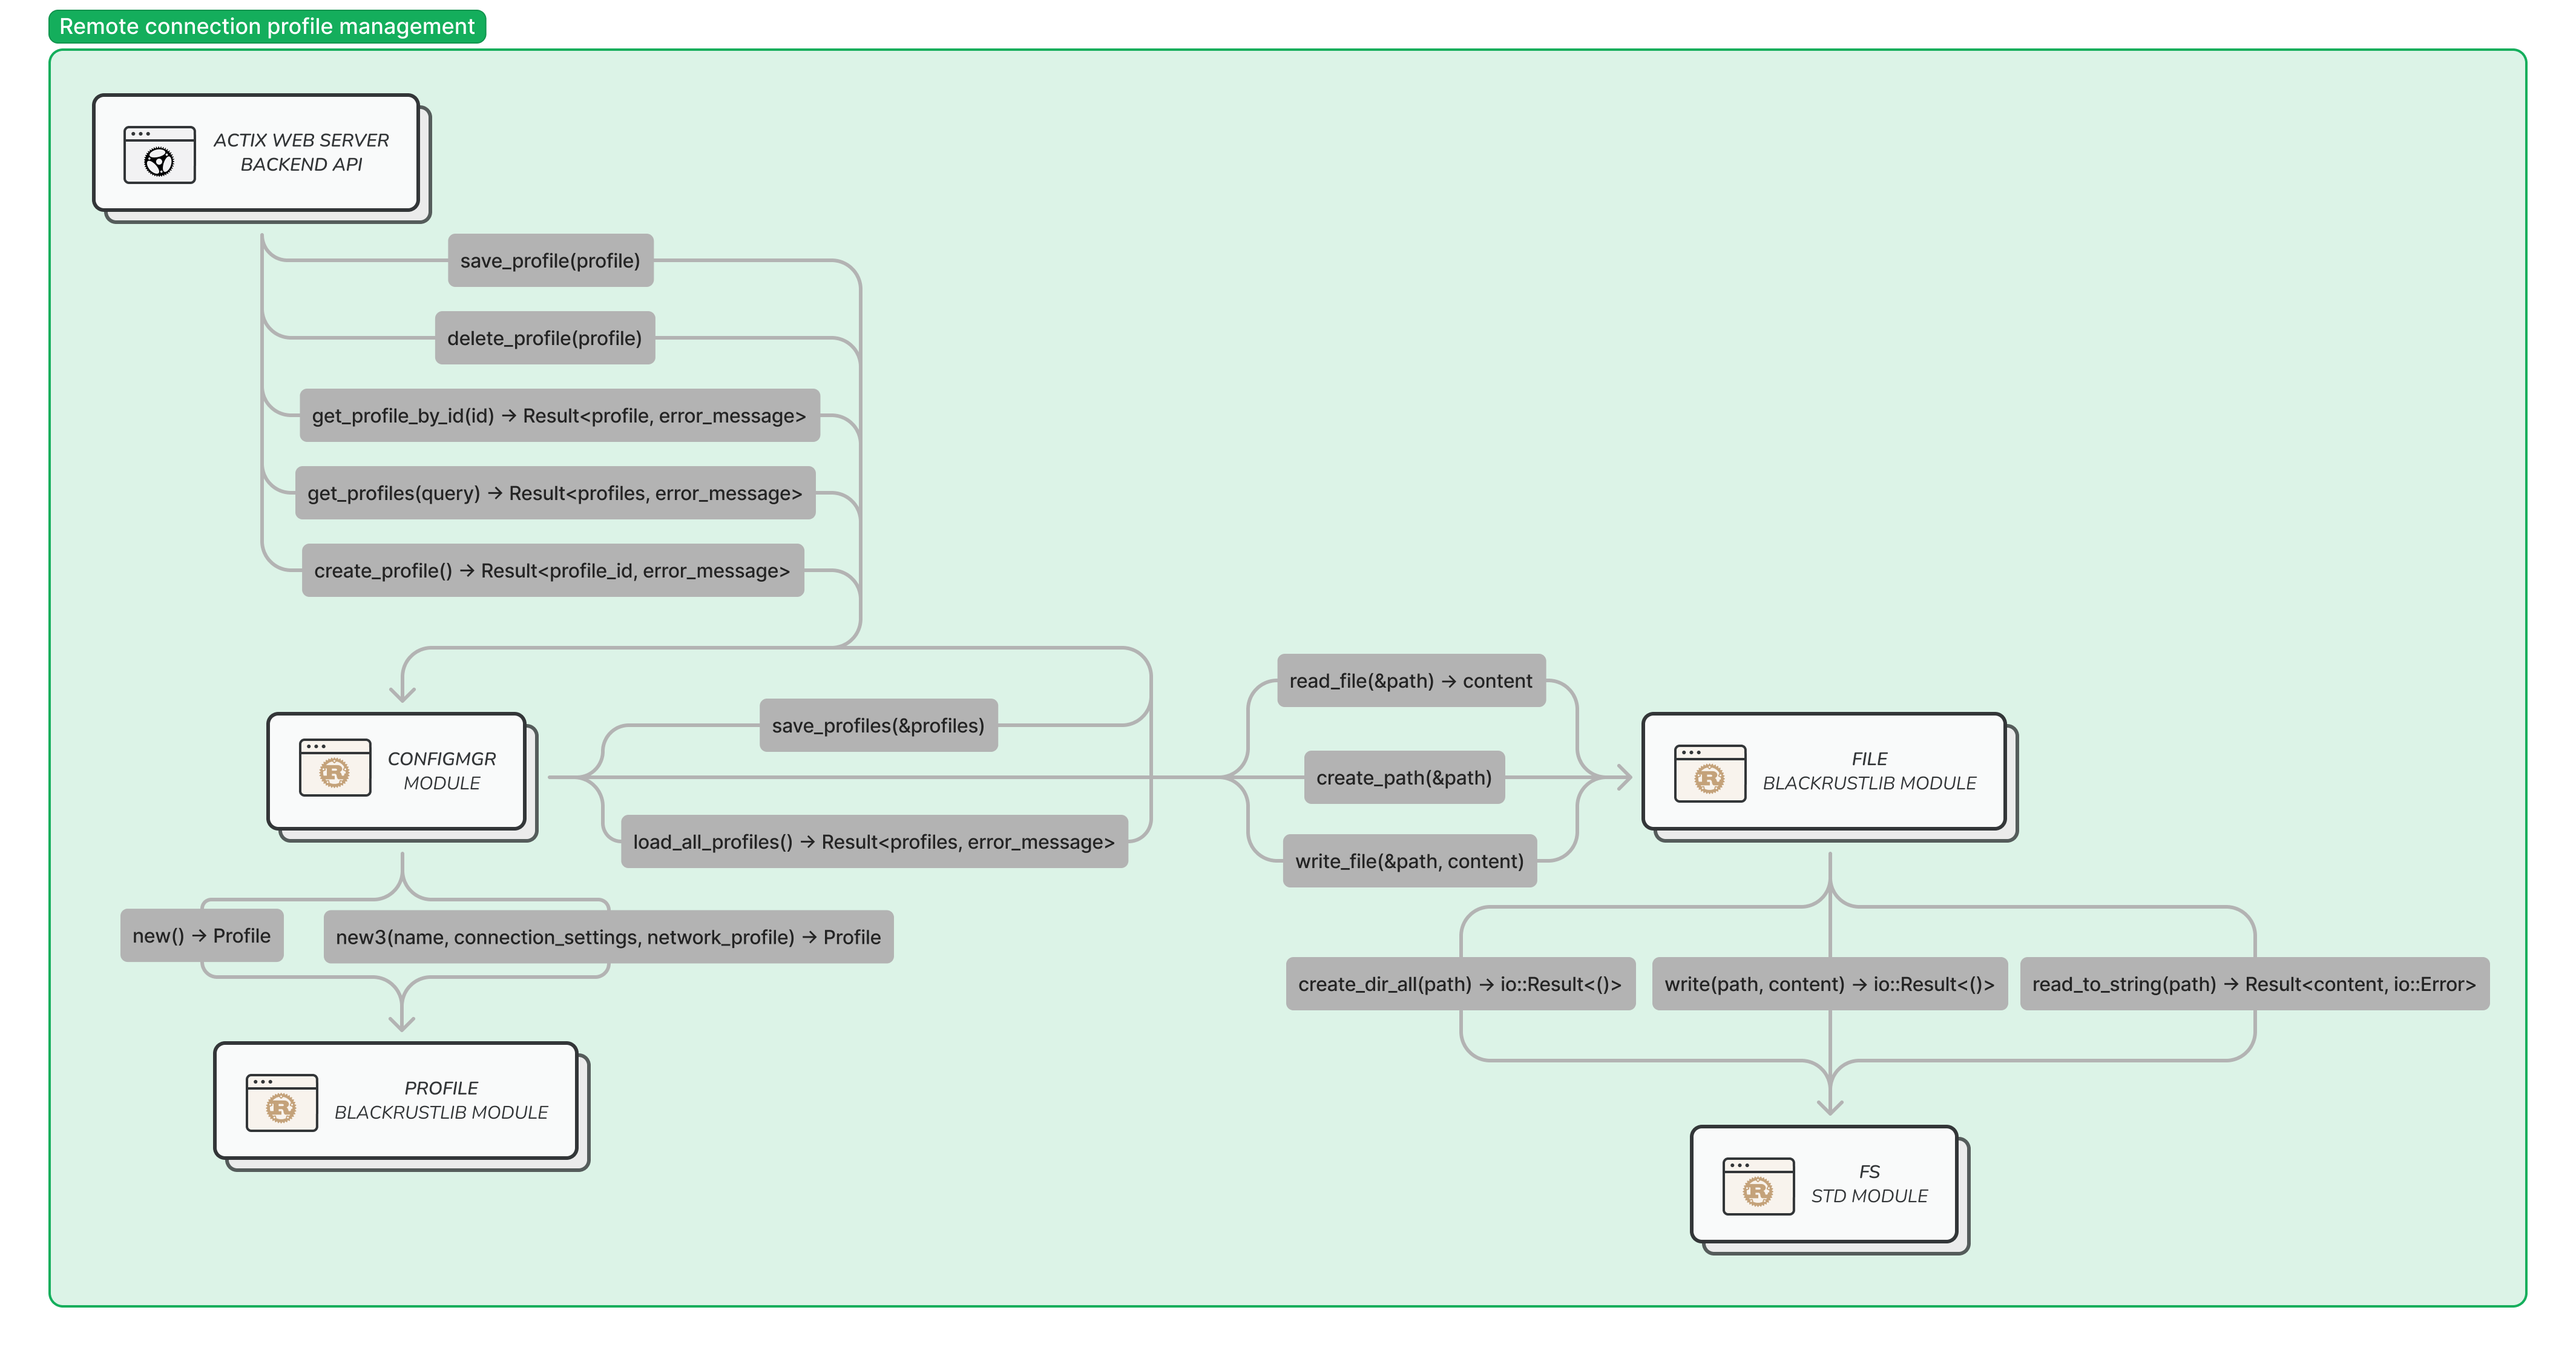 Remote connection profile management
ACTIX WEB SERVER
BACKEND API
save_profile(profile)
delete_profile(profile)
get_profile_by_id(id) → Result<profile, error_message>
get_profiles(query) → Result<profiles, error_message>
create_profile() → Result<profile_id, error_message>
CONFIGMGR
MODULE
save_profiles(&profiles)
load_all_profiles() → Result<profiles, error_message>
read_file(&path) → content
create_path(&path)
write_file(&path, content)
FILE
BLACKRUSTLIB MODULE
new() → Profile
new3(name, connection_settings, network_profile) → Profile
create_dir_all(path) → io::Result<()>
write(path, content) → io::Result<()>
read_to_string(path) → Result<content, io::Error>
PROFILE
BLACKRUSTLIB MODULE
FS
STD MODULE